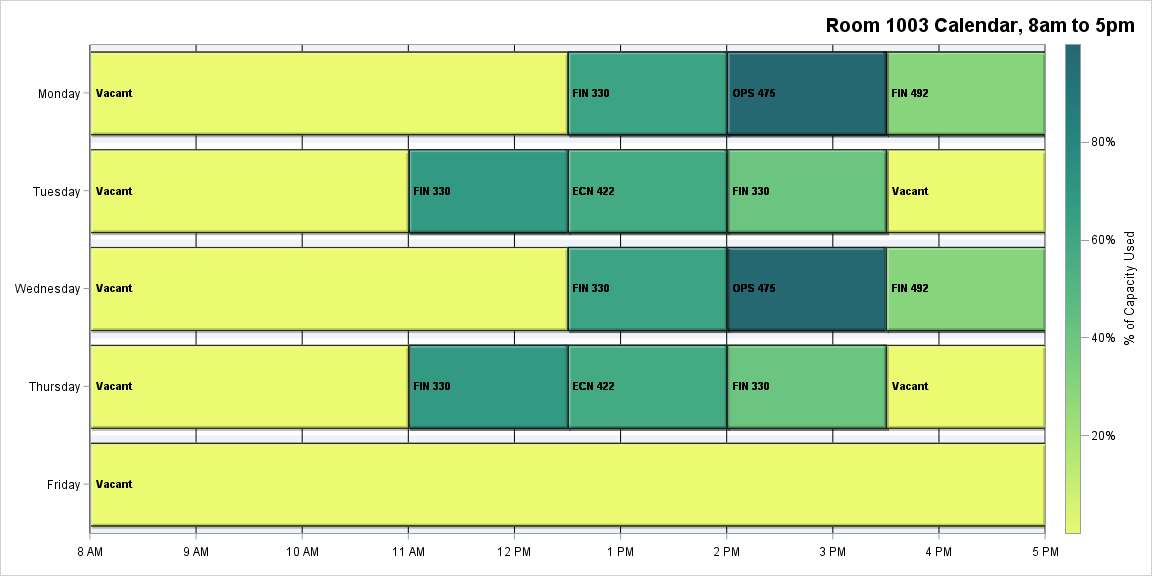 Room 1003 Calendar, 8am to 5pm
Monday
Vacant
FIN 330
OPS 475
FIN 492
Tuesday
Vacant
FIN 330
ECN 422
FIN 330
Vacant
Wednesday
Vacant
FIN 330
OPS 475
FIN 492
Thursday
Vacant
FIN 330
ECN 422
FIN 330
Vacant
Friday
Vacant
8 AM
9 AM
10 AM
11 AM
12 PM
1 PM
2 PM
3 PM
4 PM
5 PM
80%
60%
40%
20%
% of Capacity Used